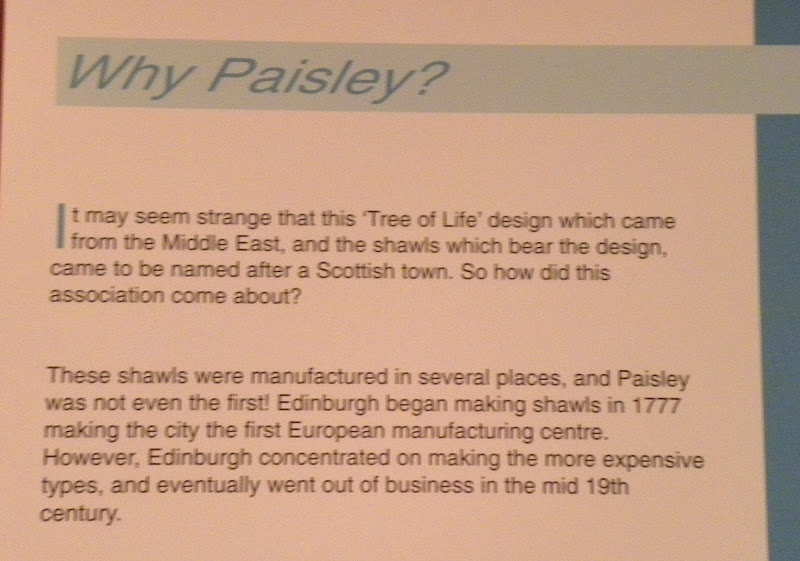 Why Paisley?
It may seem strange that this 'Tree of Life' design which came
from the Middle East, and the shawls which bear the design,
came to be named after a Scottish town. So how did this
association come about?
These shawls were manufactured in several places, and Paisley
was not even the first! Edinburgh began making shawls in 1777
making the city the first European manufacturing centre.
However, Edinburgh concentrated on making the more expensive
types, and eventually went out of business in the mid 19th
century.